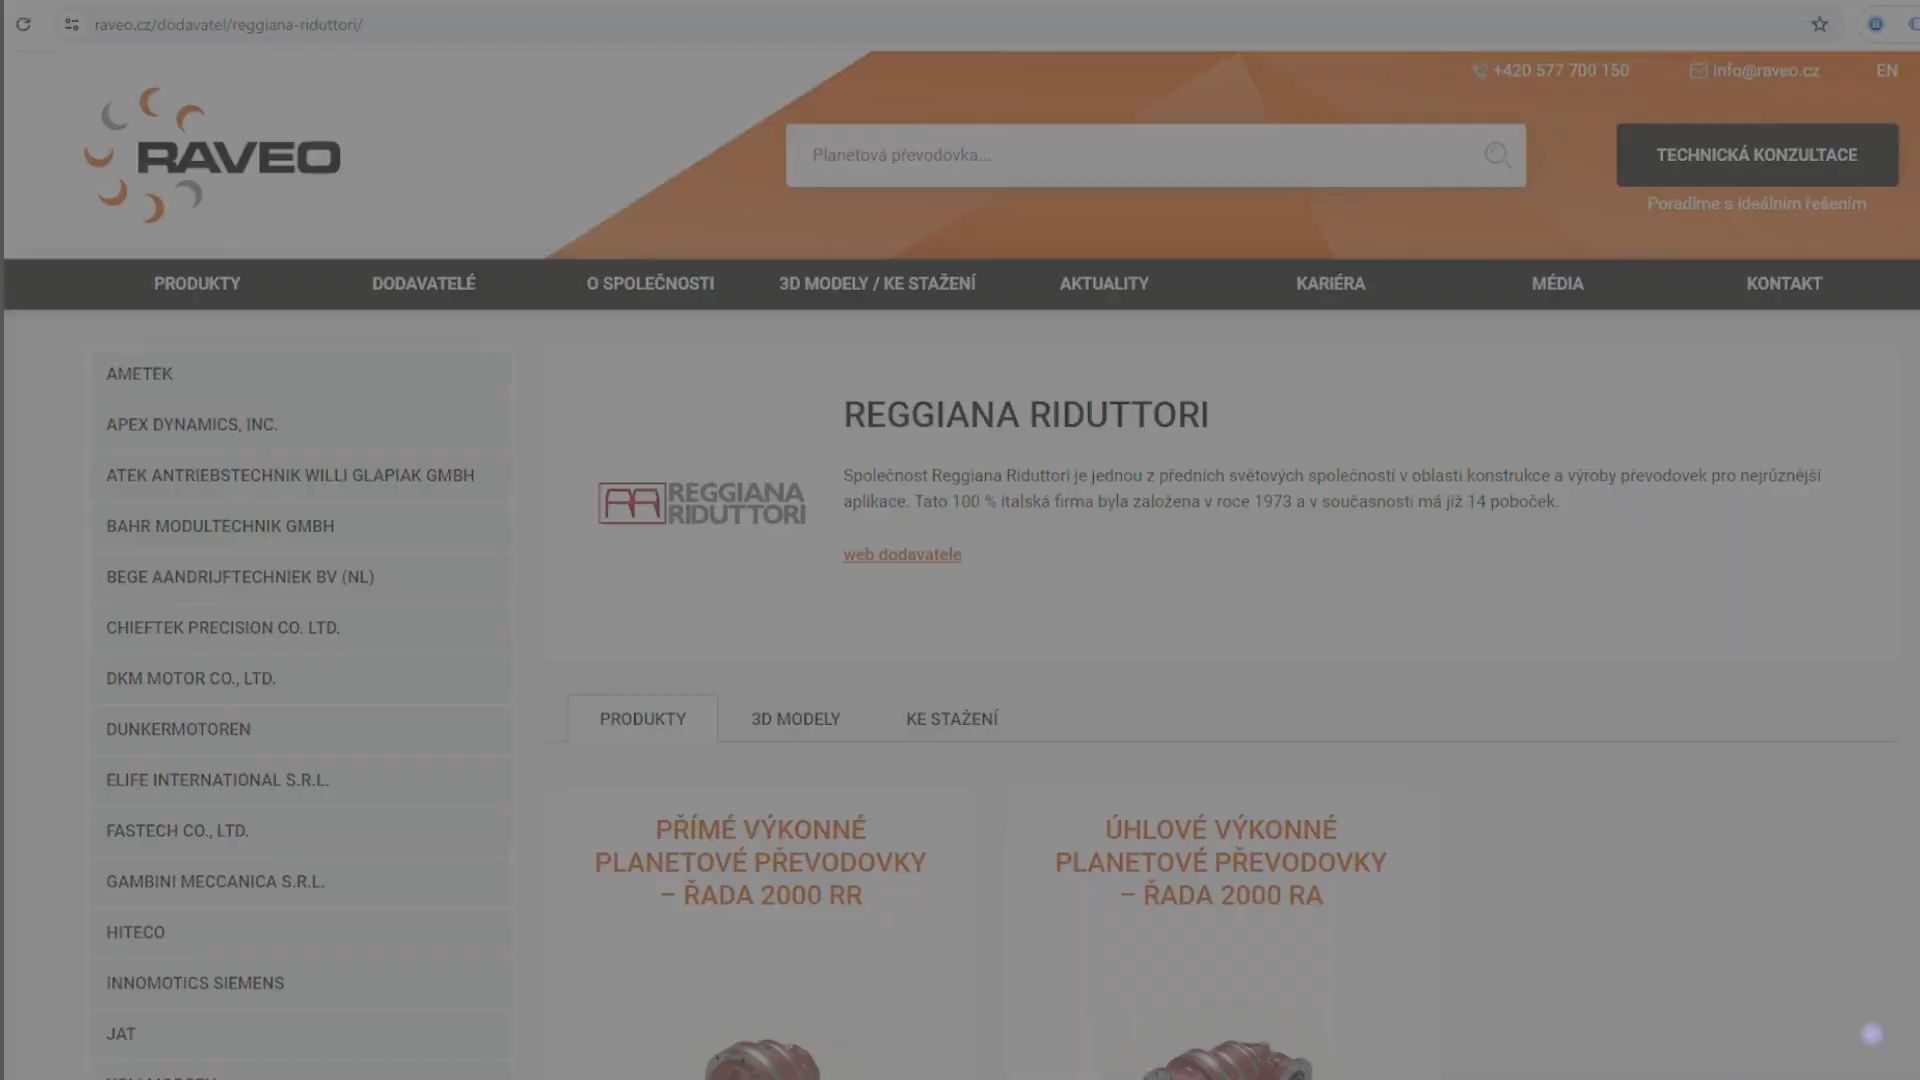 raveo.cz/dodavatel/reggiana-riduttori/
+420 577 700 150
info@raveo.cz
EN
RAVEO
Planetová převodovka...
TECHNICKÁ KONZULTACE
Poradíme s ideálním řešením
PRODUKTY
DODAVATELÉ
O SPOLEČNOSTI
3D MODELY / KE STAŽENÍ
AKTUALITY
KARIÉRA
MÉDIA
KONTAKT
AMETEK
APEX DYNAMICS, INC.
ATEK ANTRIEBSTECHNIK WILLI GLAPIAK GMBH
BAHR MODULTECHNIK GMBH
BEGE AANDRIJFTECHNIEK BV (NL)
CHIEFTEK PRECISION CO. LTD.
DKM MOTOR CO., LTD.
DUNKERMOTOREN
ELIFE INTERNATIONAL S.R.L.
FASTECH CO., LTD.
GAMBINI MECCANICA S.R.L.
HITECO
INNOMOTICS SIEMENS
JAT
REGGIANA RIDUTTORI
REGGIANA
RIDUTTORI
Společnost Reggiana Riduttori je jednou z předních světových společností v oblasti konstrukce a výroby převodovek pro nejrůznější
aplikace. Tato 100 % italská firma byla založena v roce 1973 a v současnosti má již 14 poboček.
web dodavatele
PRODUKTY
3D MODELY
KE STAŽENÍ
PŘÍMÉ VÝKONNÉ
PLANETOVÉ PŘEVODOVKY
– ŘADA 2000 RR
ÚHLOVÉ VÝKONNÉ
PLANETOVÉ PŘEVODOVKY
– ŘADA 2000 RA